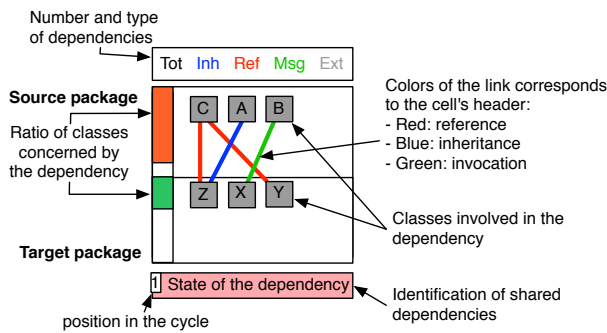 Number and type
of dependencies
Tot Inh Ref Msg Ext
Source package
Ratio of classes
concerned by
the dependency
C A B
Z X Y
Target package
Colors of the link corresponds
to the cell's header:
- Red: reference
- Blue: inheritance
- Green: invocation
Classes involved in the
dependency
1 State of the dependency
position in the cycle
Identification of shared
dependencies